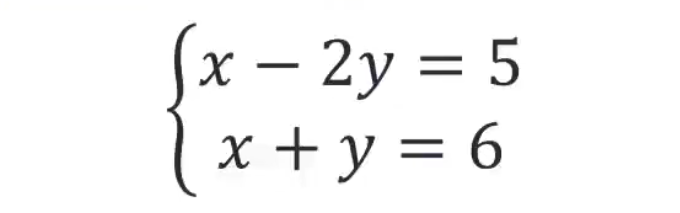 x − 2y = 5
x + y = 6